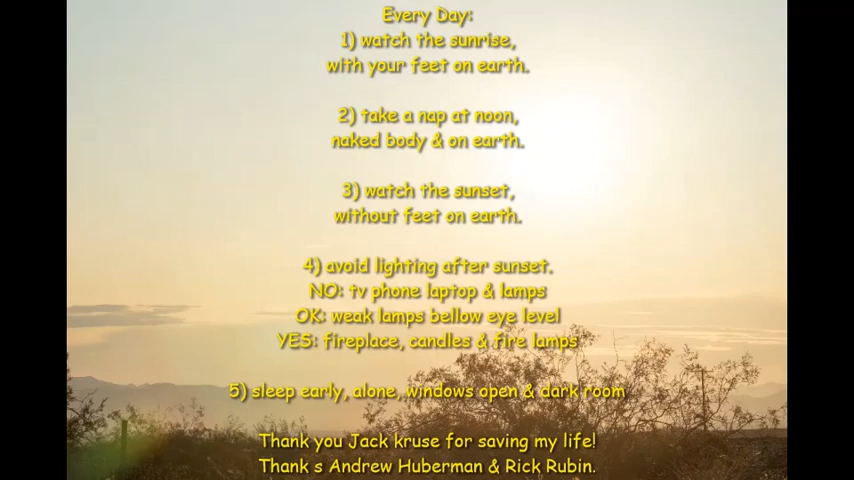 Every Day:
1) watch the sunrise,
with your feet on earth.
2) take a nap at noon,
naked body & on earth.
3) watch the sunset,
without feet on earth.
4) avoid lighting after sunset.
NO: tv phone laptop & lamps
OK: weak lamps bellow eye level
YES: fireplace, candles & fire lamps
5) sleep early, alone, windows open & dark room
Thank you Jack kruse for saving my life!
Thank s Andrew Huberman & Rick Rubin.